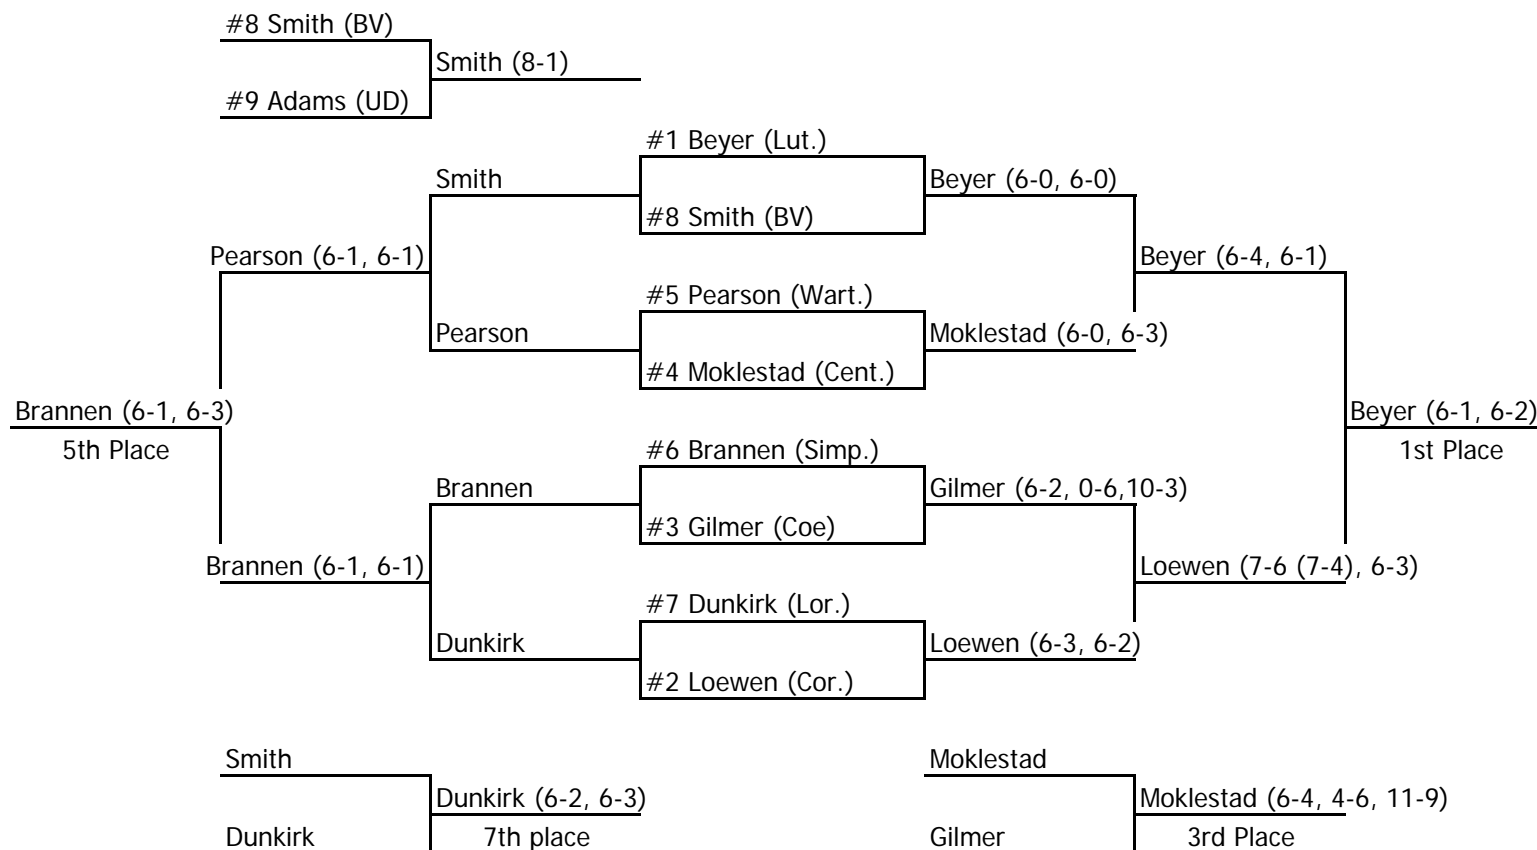 #8 Smith (BV)
Smith (8-1)
#9 Adams (UD)
#1 Beyer (Lut.)
Smith
Beyer (6-0, 6-0)
#8 Smith (BV)
Pearson (6-1, 6-1)
Beyer (6-4, 6-1)
#5 Pearson (Wart.)
Pearson
Moklestad (6-0, 6-3)
#4 Moklestad (Cent.)
Brannen (6-1, 6-3)
Beyer (6-1, 6-2)
5th Place
#6 Brannen (Simp.)
1st Place
Brannen
Gilmer (6-2, 0-6,10-3)
#3 Gilmer (Coe)
Brannen (6-1, 6-1)
Loewen (7-6 (7-4), 6-3)
#7 Dunkirk (Lor.)
Dunkirk
Loewen (6-3, 6-2)
#2 Loewen (Cor.)
Smith
Moklestad
Dunkirk (6-2, 6-3)
Moklestad (6-4, 4-6, 11-9)
Dunkirk
7th place
Gilmer
3rd Place